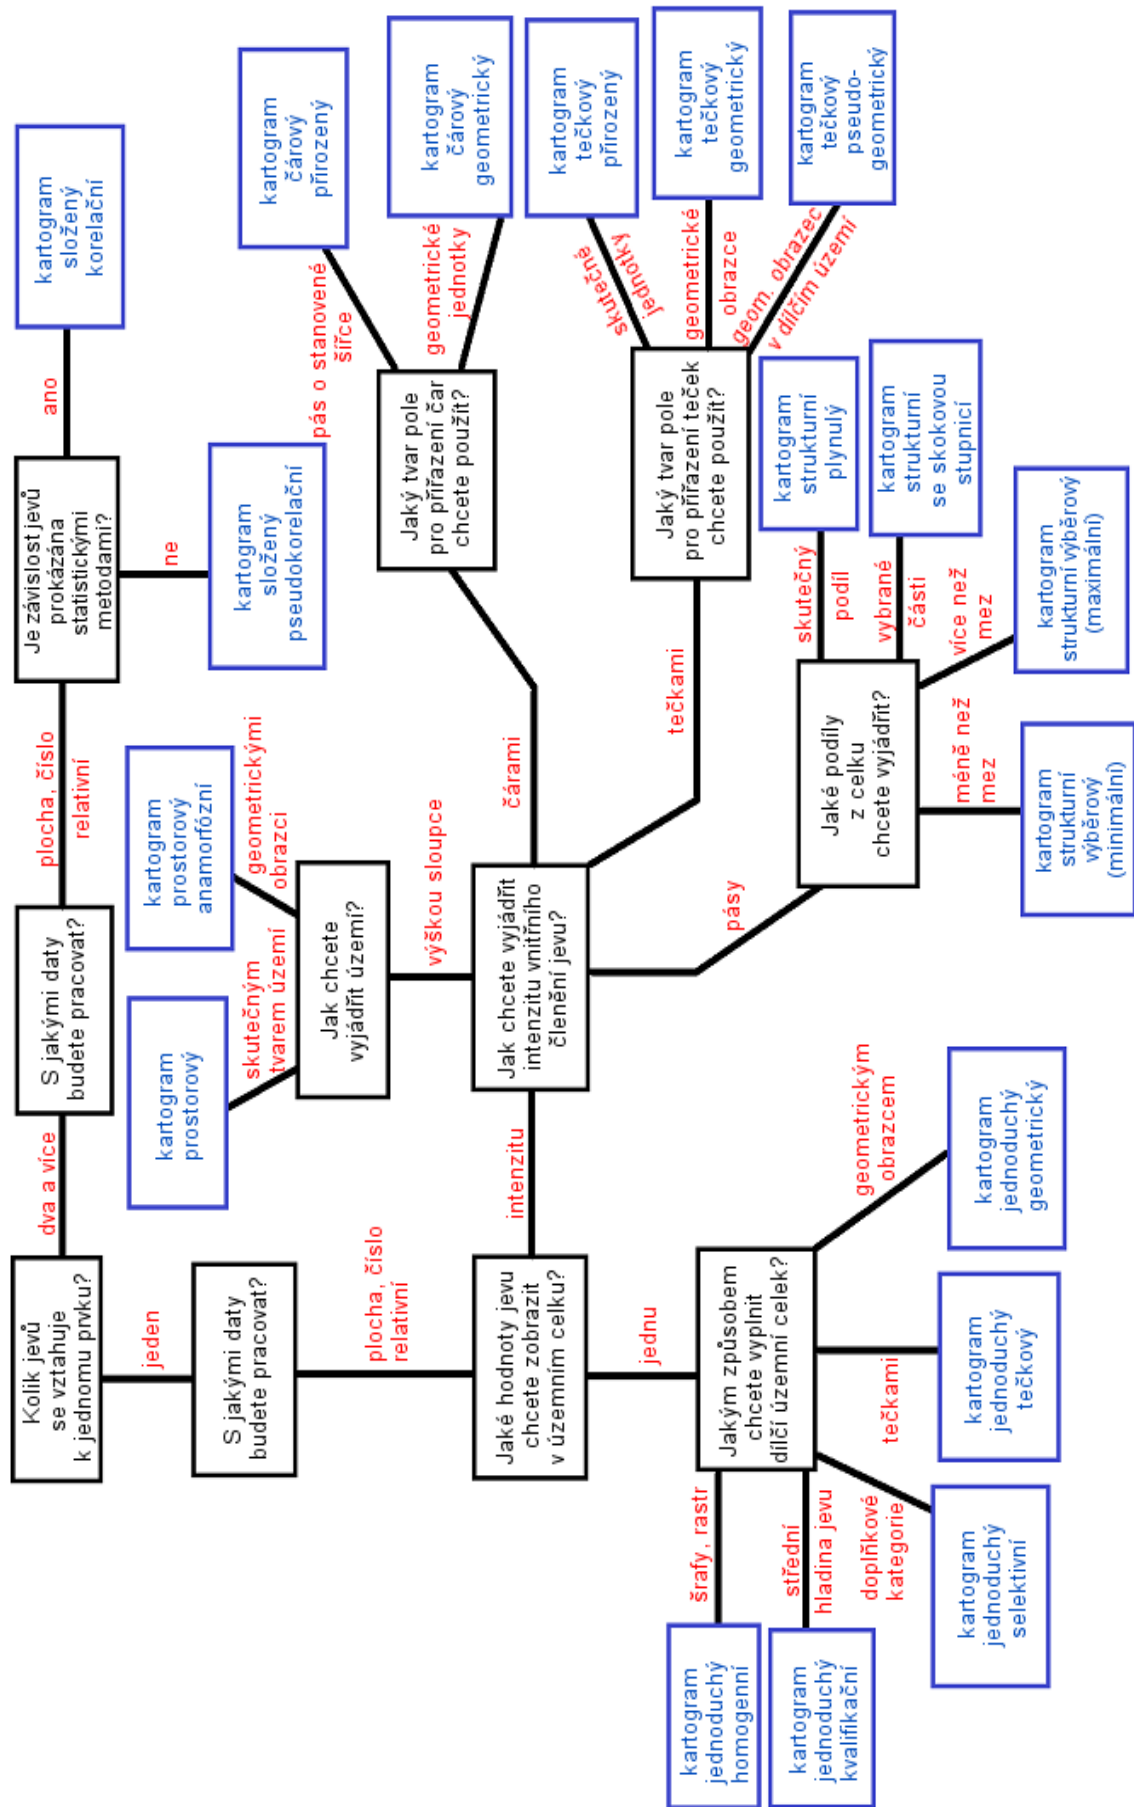 Kolik jevů
se vztahuje
k jednomu prvku?
dva a více
S jakými daty
budete pracovat?
plocha, číslo
relativní
Je závislost jevů
prokázána
statistickými
metodami?
ano
kartogram
složený
korelační
jeden
ne
S jakými daty
budete pracovat?
kartogram
prostorový
kartogram
prostorový
anamorfózní
kartogram
složený
pseudokorelační
skutečným
tvarem území
geometrickými
obrazci
kartogram
čárový
přirozený
pás o stanovené
šířce
Jak chcete
vyjádřit území?
plocha, číslo
relativní
výškou sloupce
Jaký tvar pole
pro přiřazení čar
chcete použít?
geometrické
jednotky
kartogram
čárový
geometrický
Jaké hodnoty jevu
chcete zobrazit
v územním celku?
intenzitu
Jak chcete vyjádřit
intenzitu vnitřního
členění jevu?
čárami
kartogram
tečkový
přirozený
skutečné
jednotky
jednu
tečkami
Jaký tvar pole
pro přiřazení teček
chcete použít?
geometrické
obrazce
kartogram
tečkový
geometrický
geom. obrazec
v dílčím území
kartogram
tečkový
pseudo-
geometrický
pásy
šrafy, rastr
kartogram
jednoduchý
homogenní
Jakým způsobem
chcete vyplnit
dílčí územní celek?
kartogram
strukturní
plynulý
skutečný
podíl
střední
hladina jevu
kartogram
jednoduchý
kvalifikační
Jaké podíly
z celku
chcete vyjádřit?
vybrané
části
kartogram
strukturní
se skokovou
stupnicí
doplňkové
kategorie
tečkami
geometrickým
obrazcem
méně než
mez
více než
mez
kartogram
jednoduchý
selektivní
kartogram
jednoduchý
tečkový
kartogram
jednoduchý
geometrický
kartogram
strukturní
výběrový
(minimální)
kartogram
strukturní výběrový
(maximální)